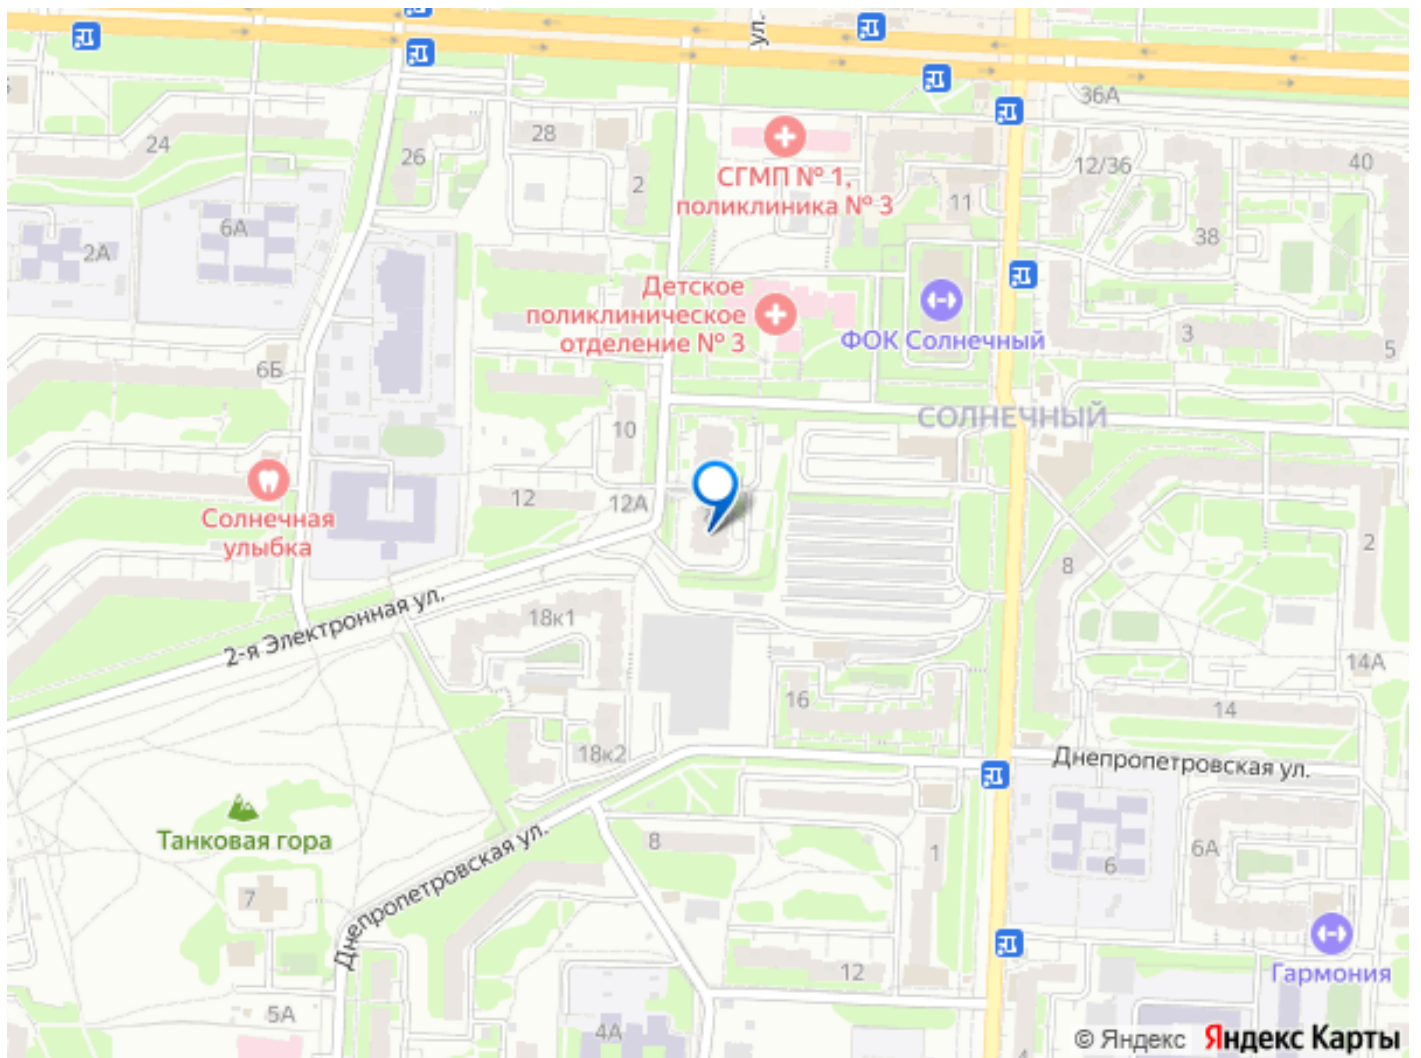 ул.
36А
24
26
28
2
12/36
40
СГМП № 1,
поликлиника № 3
11
2А
6А
38
Детское
поликлиническое
отделение № 3
ФОК Солнечный
3
5
6Б
СОЛНЕЧНЫЙ
10
12
12А
Солнечная
улыбка
2
8
2-я Электронная ул.
18к1
14А
16
14
18к2
Днепропетровская ул.
Танковая гора
8
1
6А
6
7
Днепропетровская ул.
12
Гармония
5А
4А
© Яндекс Яндекс Карты